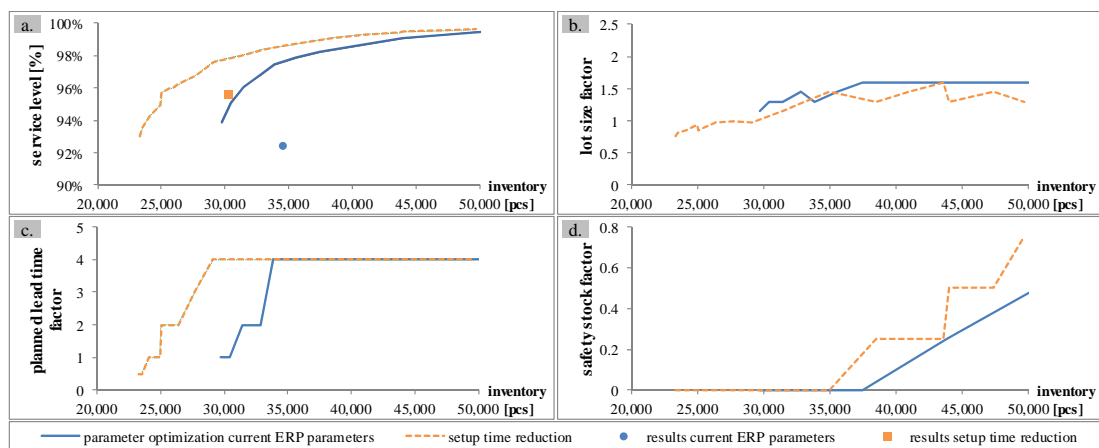 a.
service level [%]
100%
98%
96%
94%
92%
90%
20,000 25,000 30,000 35,000 40,000 45,000 50,000
inventory
[pcs]
b.
lot size factor
2.5
2
1.5
1
0.5
0
20,000 25,000 30,000 35,000 40,000 45,000 50,000
inventory
[pcs]
c.
planned lead time
factor
5
4
3
2
1
0
20,000 25,000 30,000 35,000 40,000 45,000 50,000
inventory
[pcs]
d.
safety stock factor
0.8
0.6
0.4
0.2
0
20,000 25,000 30,000 35,000 40,000 45,000 50,000
inventory
[pcs]
parameter optimization current ERP parameters setup time reduction results current ERP parameters results setup time reduction